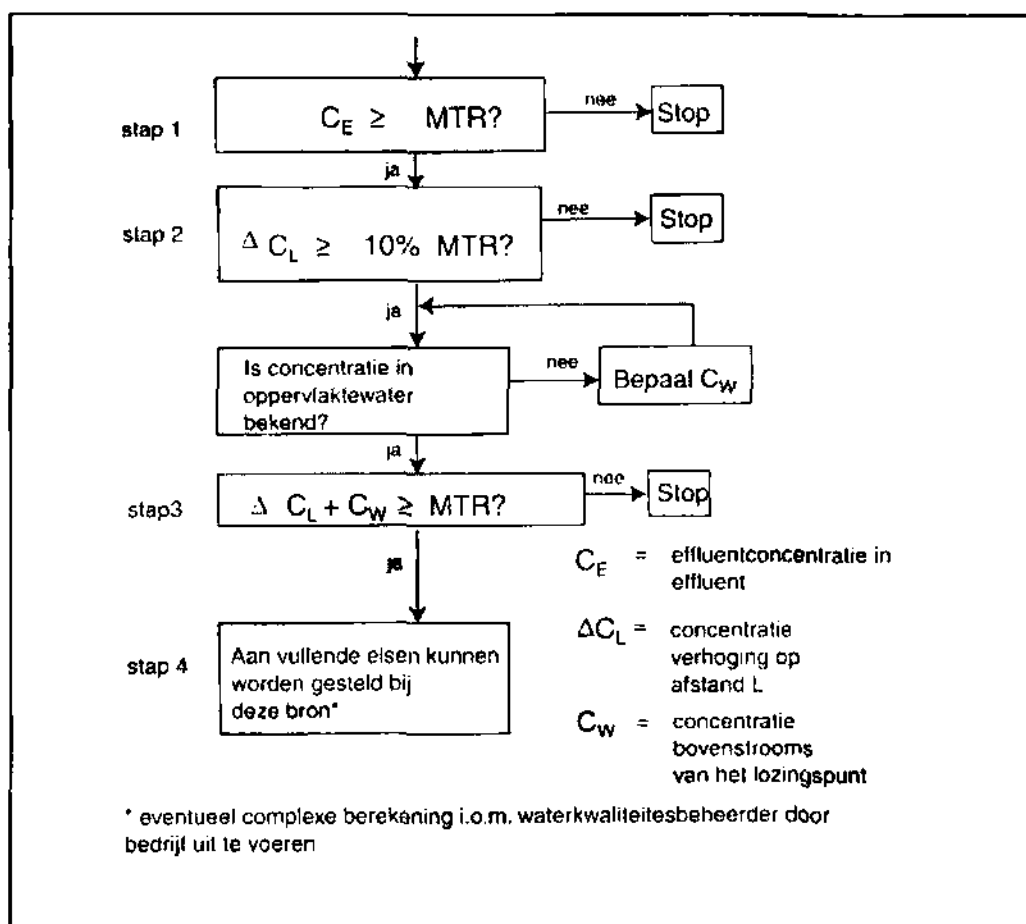 stap 1
C_E ≥ MTR?
nee
Stop
ja
stap 2
Δ C_L ≥ 10% MTR?
nee
Stop
ja
Is concentratie in
oppervlaktewater
bekend?
nee
Bepaal C_W
ja
stap3
Δ C_L + C_W ≥ MTR?
nee
Stop
ja
stap 4
Aan vullende eisen kunnen
worden gesteld bij
deze bron*
C_E = effluentconcentratie in
effluent
ΔC_L = concentratie
verhoging op
afstand L
C_W = concentratie
bovenstrooms
van het lozingspunt
* eventueel complexe berekening i.o.m. waterkwaliteitsbeheerder door
bedrijf uit te voeren